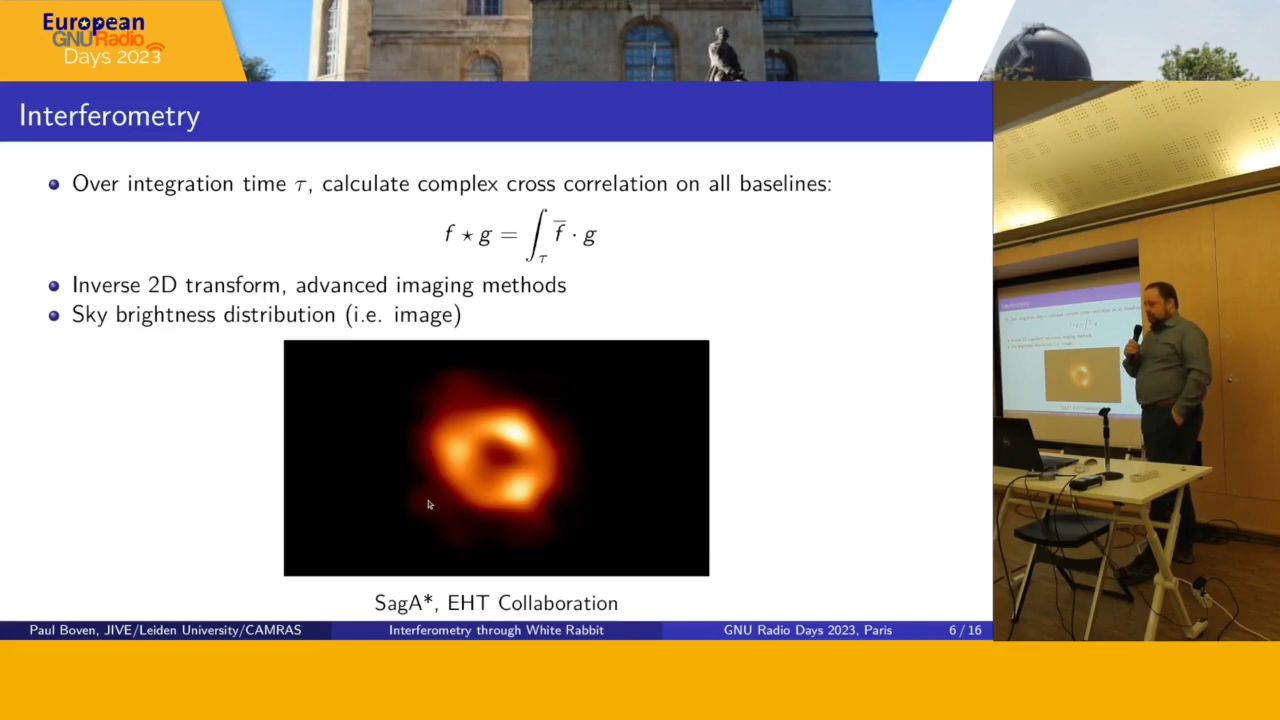 European
GNURadio
Days 2023
Interferometry
Over integration time τ, calculate complex cross correlation on all baselines:
f ⋆ g = ∫_τ f̅ · g
Inverse 2D transform, advanced imaging methods
Sky brightness distribution (i.e. image)
SagA*, EHT Collaboration
Paul Boven, JIVE/Leiden University/CAMRAS
Interferometry through White Rabbit
GNU Radio Days 2023, Paris
6 / 16